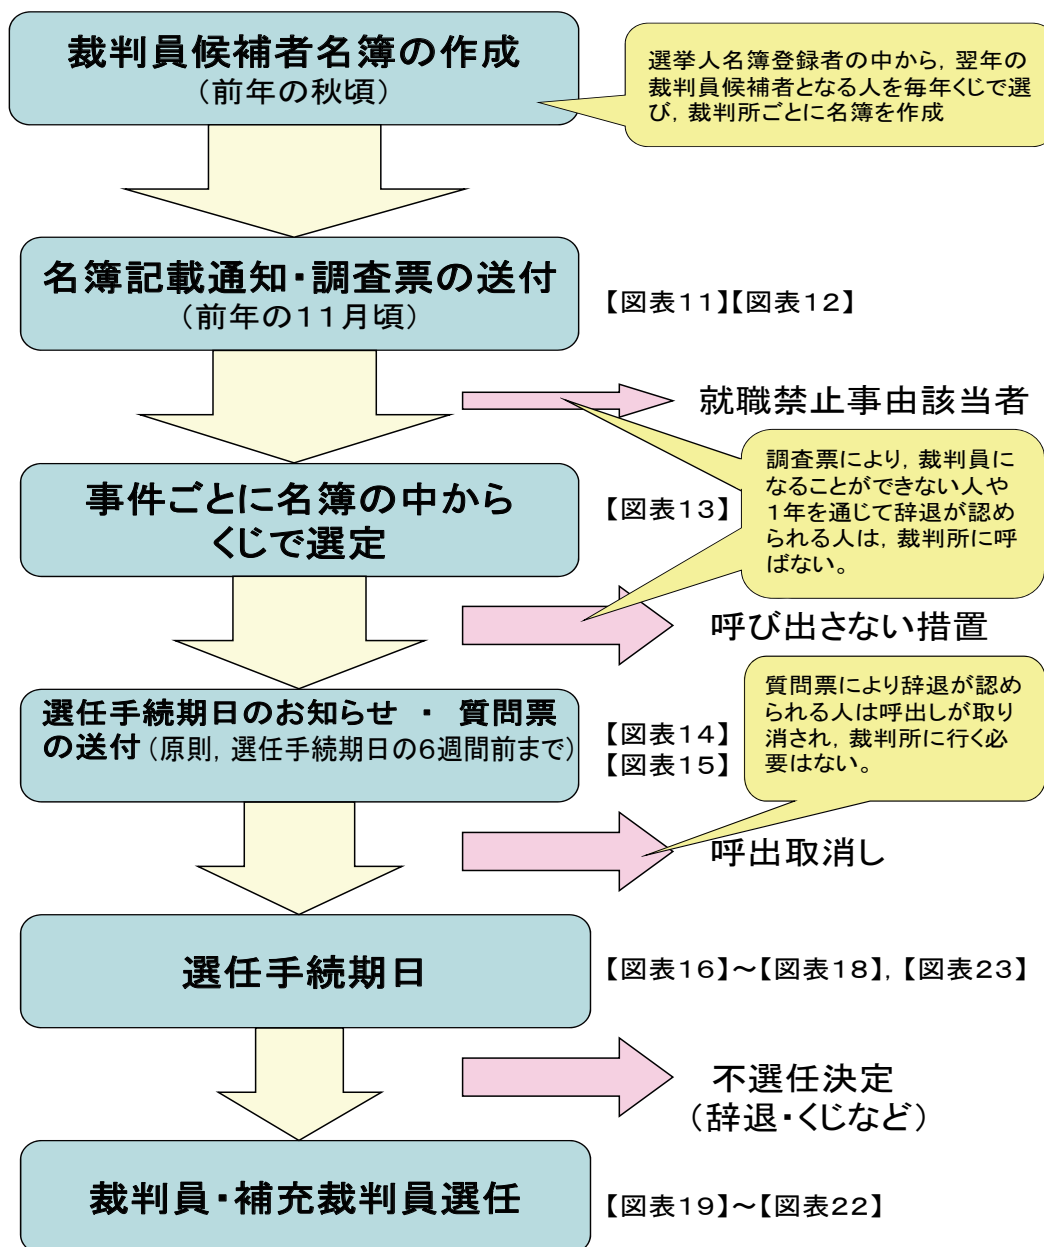 裁判員候補者名簿の作成
(前年の秋頃)
選挙人名簿登録者の中から,翌年の
裁判員候補者となる人を毎年くじで選
び,裁判所ごとに名簿を作成
名簿記載通知・調査票の送付
(前年の11月頃)
【図表11】【図表12】
就職禁止事由該当者
調査票により,裁判員に
なることができない人や
1年を通じて辞退が認め
られる人は,裁判所に呼
ばない。
事件ごとに名簿の中から
くじで選定
【図表13】
呼び出さない措置
質問票により辞退が認め
られる人は呼出しが取り
消され,裁判所に行く必
要はない。
選任手続期日のお知らせ ・ 質問票
の送付(原則,選任手続期日の6週間前まで)
【図表14】
【図表15】
呼出取消し
選任手続期日
【図表16】~【図表18】,【図表23】
不選任決定
(辞退・くじなど)
裁判員・補充裁判員選任
【図表19】~【図表22】